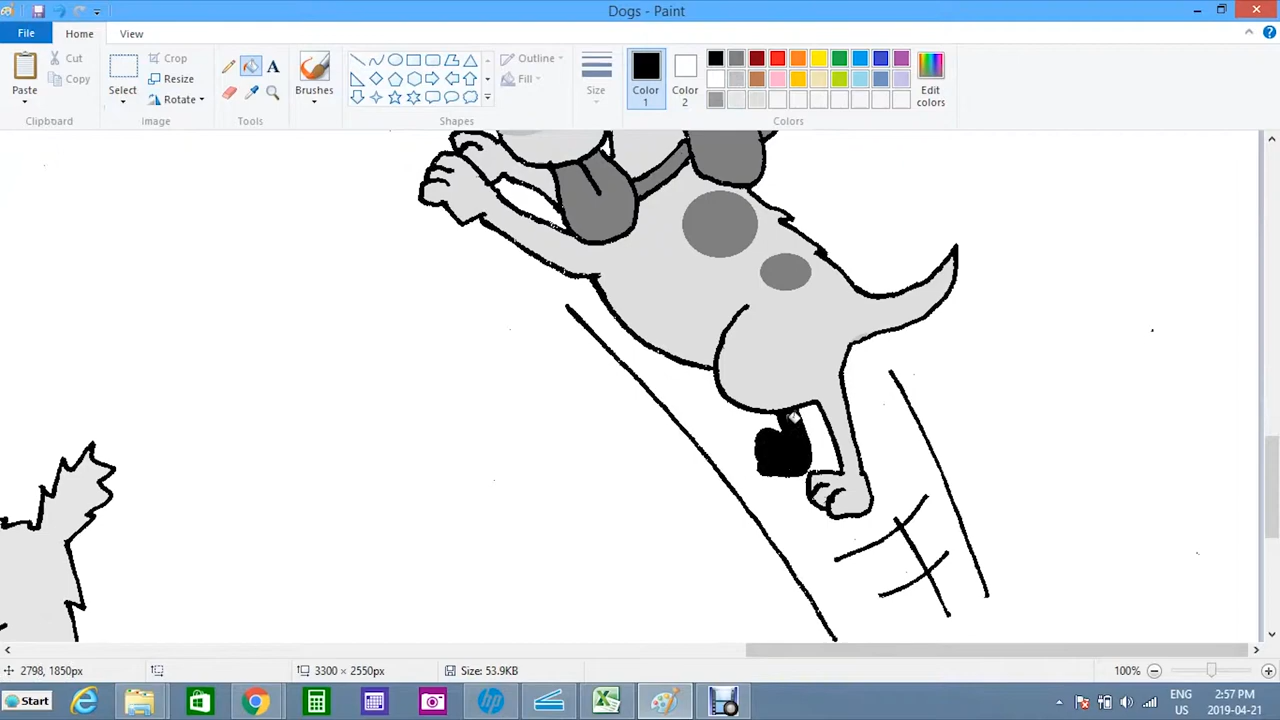 Dogs - Paint
File Home View
Paste
Cut
Copy
Clipboard
Select
Crop
Resize
Rotate
Image
A
Tools
Brushes
Outline
Fill
Shapes
Size
Color 1
Color 2
Edit colors
Colors
2798, 1850px
3300 × 2550px
Size: 53.9KB
100%
Start
ENG
US
2:57 PM
2019-04-21